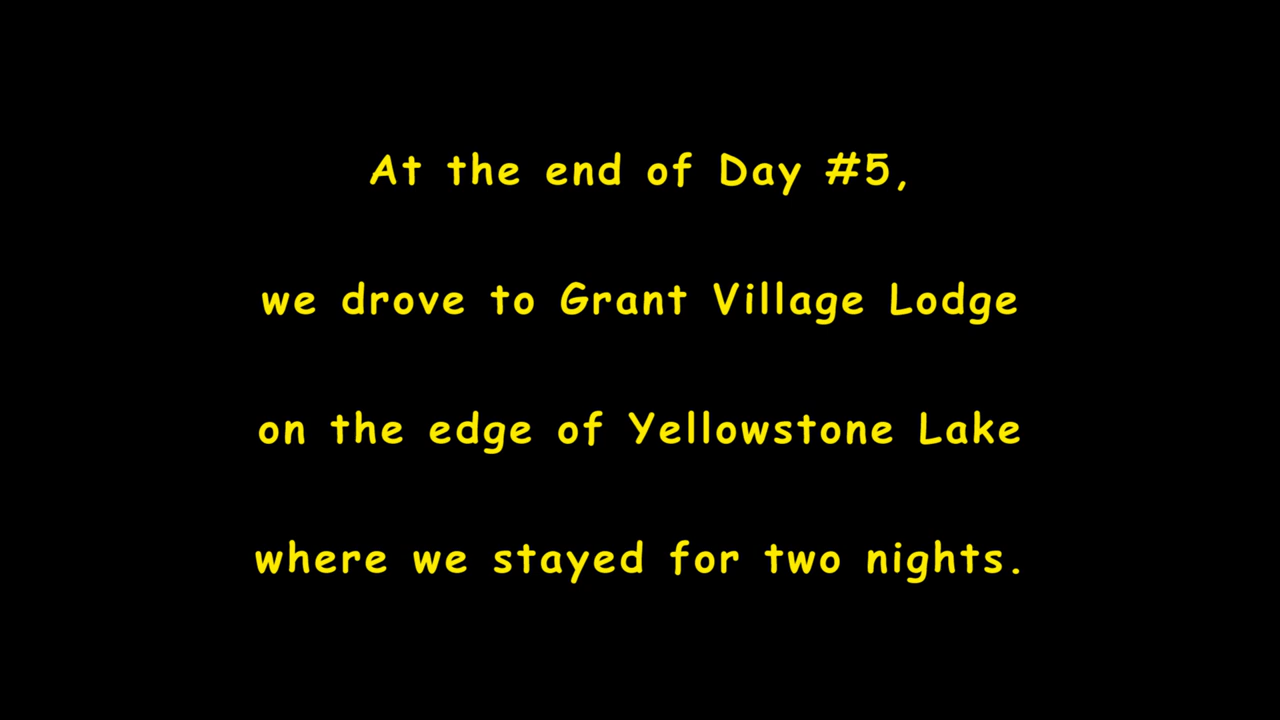 At the end of Day #5,
we drove to Grant Village Lodge
on the edge of Yellowstone Lake
where we stayed for two nights.